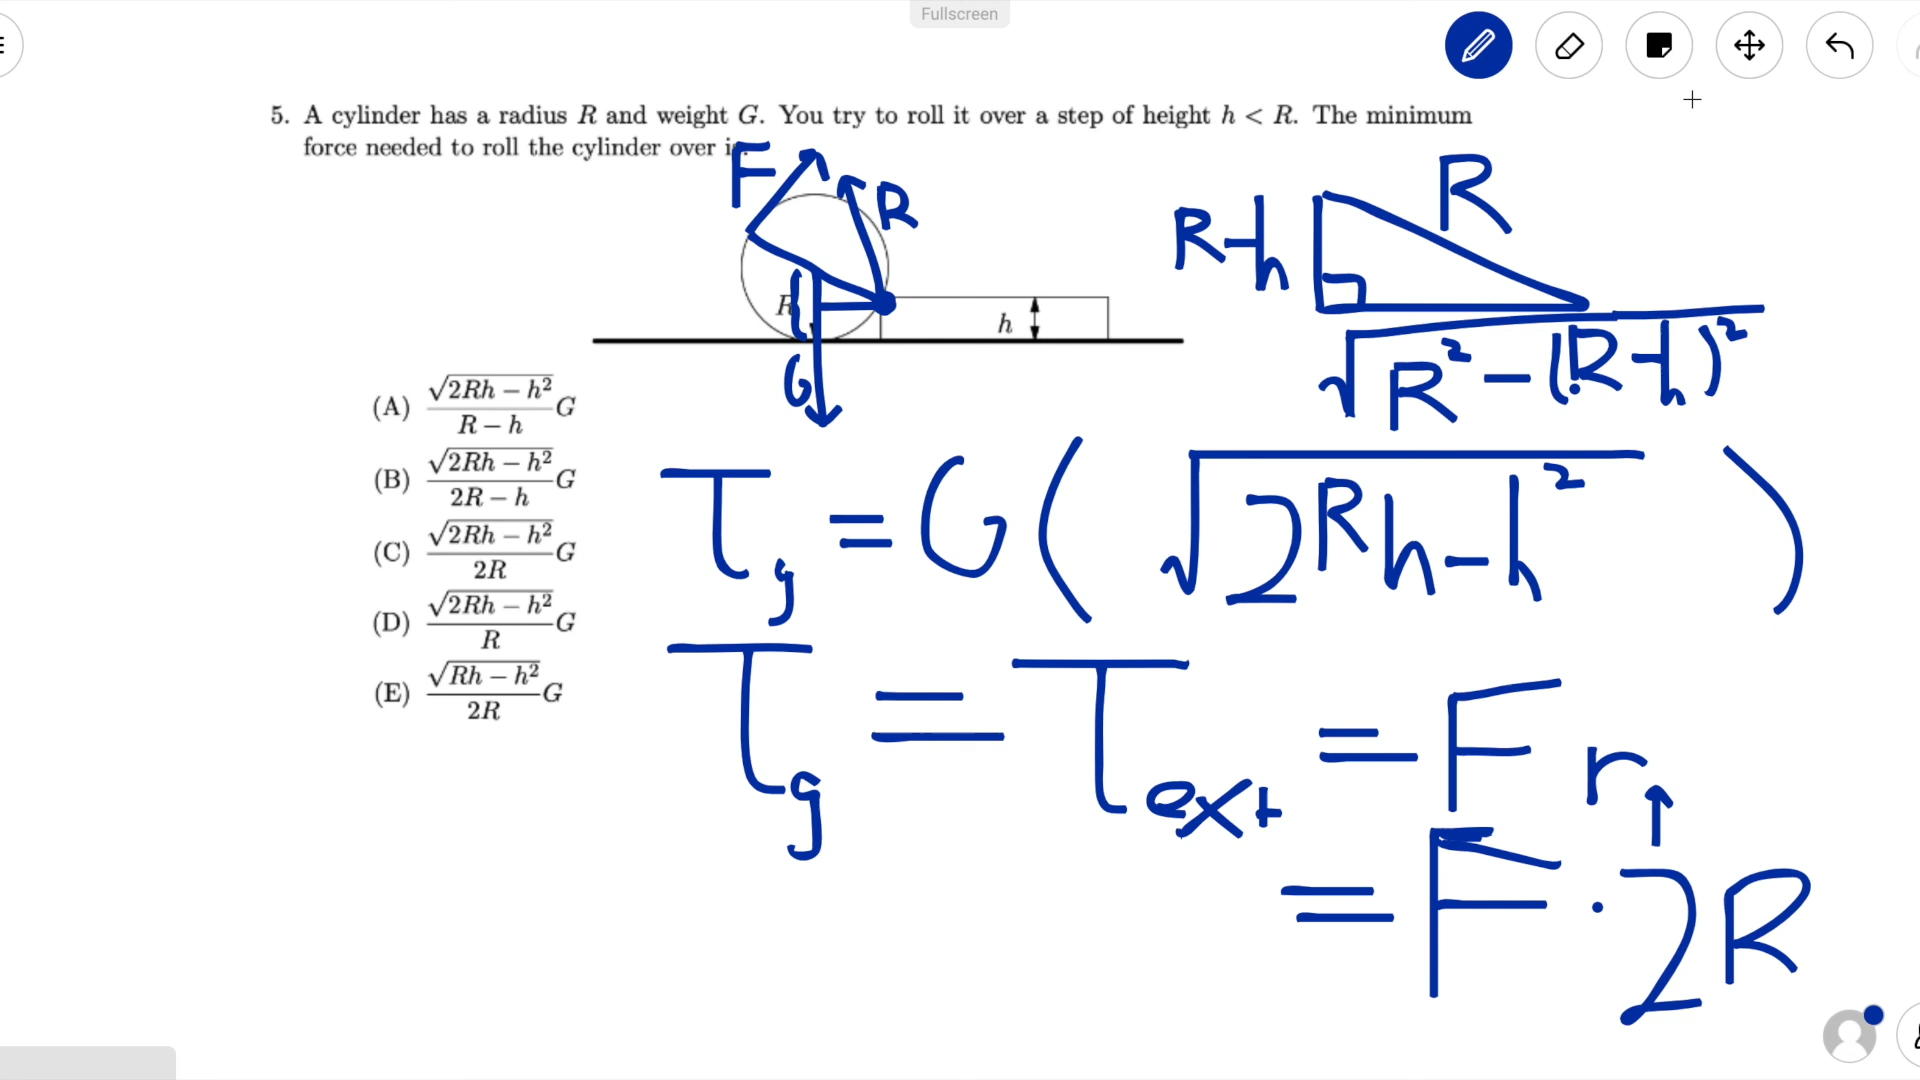 Fullscreen
5. A cylinder has a radius R and weight G. You try to roll it over a step of height h < R. The minimum
force needed to roll the cylinder over
F
R
R
h
G
R-h
R
√R² - (R-h)²
(A) √2Rh − h² / R − h G
(B) √2Rh − h² / 2R − h G
(C) √2Rh − h² / 2R G
(D) √2Rh − h² / R G
(E) √Rh − h² / 2R G
τg = G( √2Rh-h² )
τg = τext = F r
= F · 2R